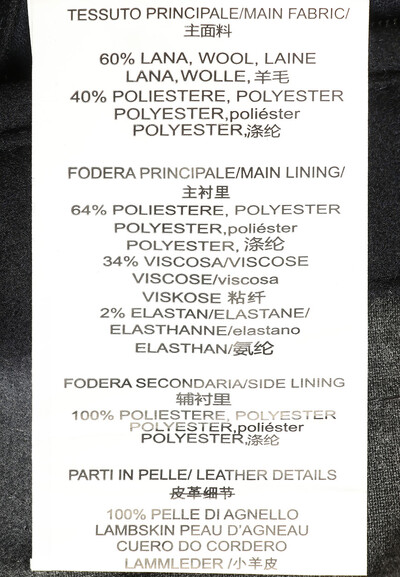 TESSUTO PRINCIPALE/MAIN FABRIC/
主面料
60% LANA, WOOL, LAINE
LANA,WOLLE,羊毛
40% POLIESTERE, POLYESTER
POLYESTER,poliéster
POLYESTER,涤纶
FODERA PRINCIPALE/MAIN LINING/
主衬里
64% POLIESTERE, POLYESTER
POLYESTER,poliéster
POLYESTER, 涤纶
34% VISCOSA/VISCOSE
VISCOSE/viscosa
VISKOSE 粘纤
2% ELASTAN/ELASTANE/
ELASTHANNE/elastano
ELASTHAN/氨纶
FODERA SECONDARIA/SIDE LINING
辅衬里
100% POLIESTERE, POLYESTER
POLYESTER,poliéster
POLYESTER,涤纶
PARTI IN PELLE/ LEATHER DETAILS
皮革细节
100% PELLE DI AGNELLO
LAMBSKIN PEAU D'AGNEAU
CUERO DO CORDERO
LAMMLEDER /小羊皮